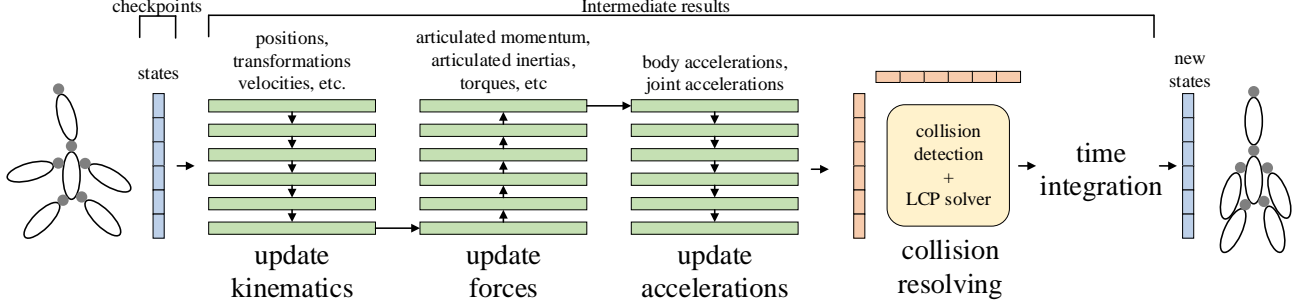 checkpoints
Intermediate results
states
positions,
transformations
velocities, etc.
articulated momentum,
articulated inertias,
torques, etc
body accelerations,
joint accelerations
new
states
collision
detection
+
LCP solver
time
integration
update
kinematics
update
forces
update
accelerations
collision
resolving